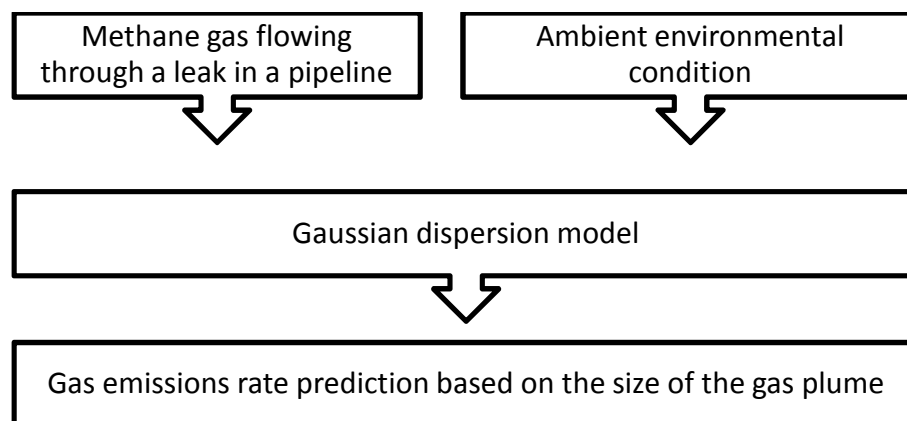 Methane gas flowing
through a leak in a pipeline
Ambient environmental
condition
Gaussian dispersion model
Gas emissions rate prediction based on the size of the gas plume